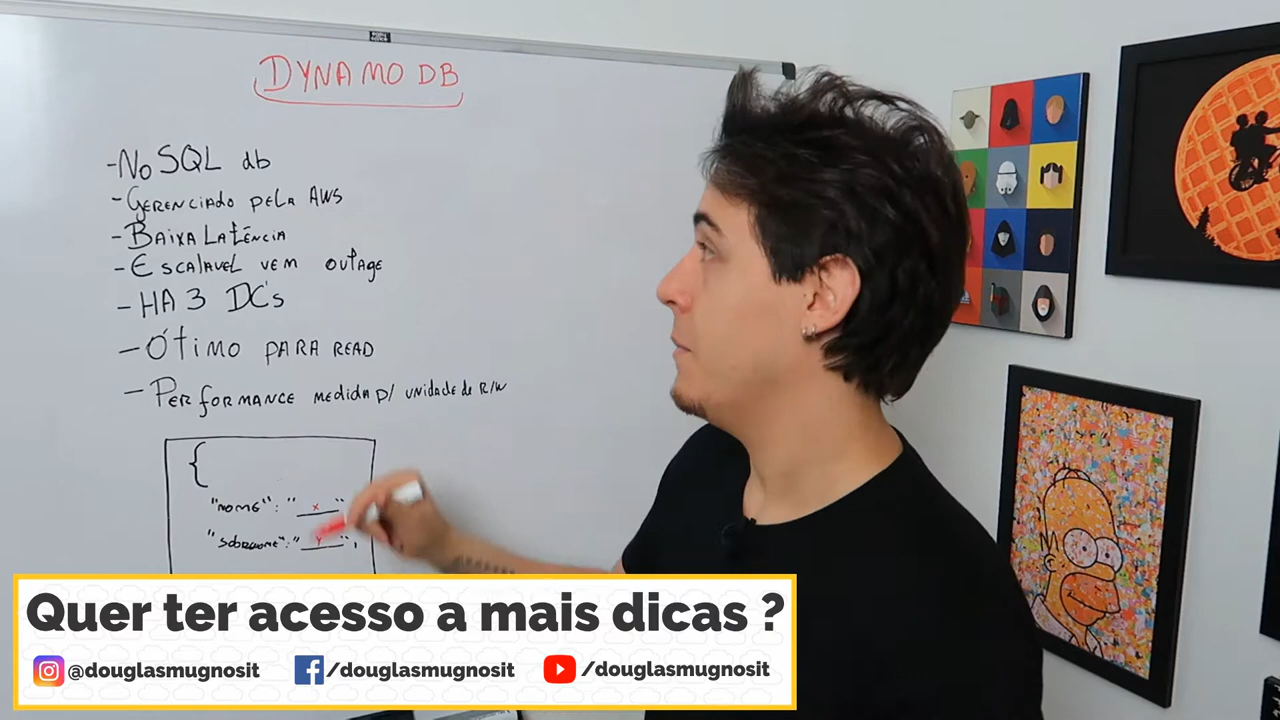 DYNAMO DB
- NoSQL db
- GERENCIADO PELA AWS
- BAIXA LATÊNCIA
- ESCALAVEL VEM OUTAGE
- HA 3 DC's
- ÓTIMO PARA READ
- PERFORMANCE MEDIDA P/ UNIDADE DE R/W
{
"NOME": "x"
"SOBRENOME": "y",
Quer ter acesso a mais dicas ?
@douglasmugnosit /douglasmugnosit /douglasmugnosit